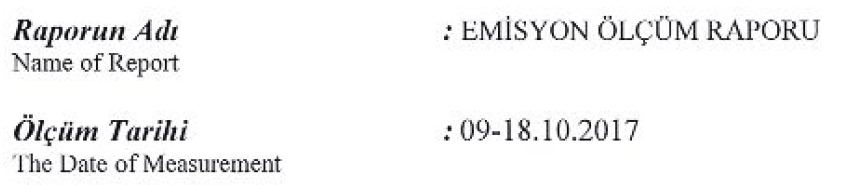 Raporun Adı : EMİSYON ÖLÇÜM RAPORU
Name of Report
Ölçüm Tarihi : 09-18.10.2017
The Date of Measurement